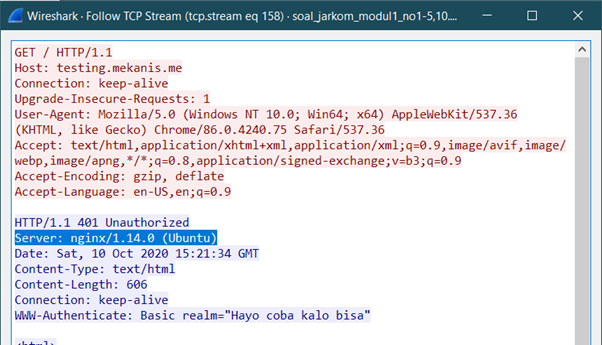 Wireshark · Follow TCP Stream (tcp.stream eq 158) · soal_jarkom_modul1_no1-5,10....
GET / HTTP/1.1
Host: testing.mekanis.me
Connection: keep-alive
Upgrade-Insecure-Requests: 1
User-Agent: Mozilla/5.0 (Windows NT 10.0; Win64; x64) AppleWebKit/537.36
(KHTML, like Gecko) Chrome/86.0.4240.75 Safari/537.36
Accept: text/html,application/xhtml+xml,application/xml;q=0.9,image/avif,image/
webp,image/apng,*/*;q=0.8,application/signed-exchange;v=b3;q=0.9
Accept-Encoding: gzip, deflate
Accept-Language: en-US,en;q=0.9
HTTP/1.1 401 Unauthorized
Server: nginx/1.14.0 (Ubuntu)
Date: Sat, 10 Oct 2020 15:21:34 GMT
Content-Type: text/html
Content-Length: 606
Connection: keep-alive
WWW-Authenticate: Basic realm="Hayo coba kalo bisa"
<html>